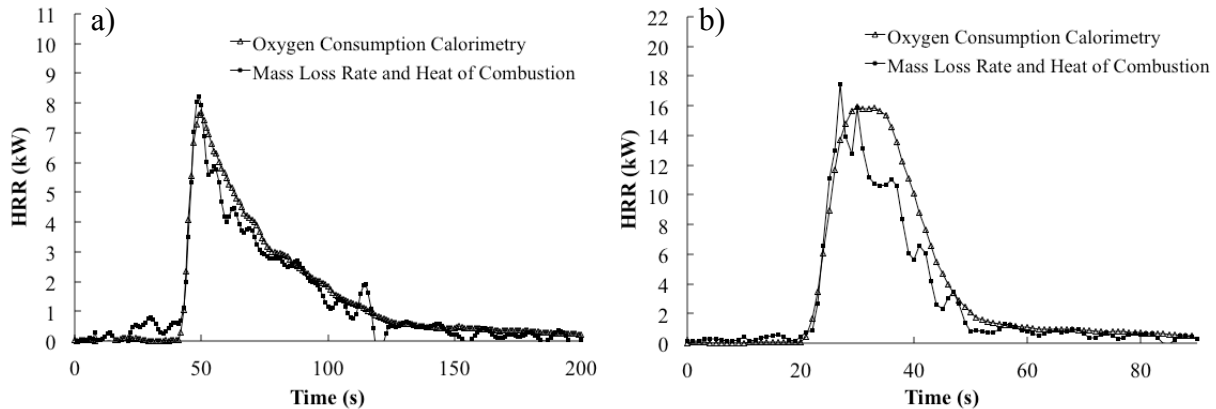 a)
Oxygen Consumption Calorimetry
Mass Loss Rate and Heat of Combustion
HRR (kW)
11
10
9
8
7
6
5
4
3
2
1
0
0 50 100 150 200
Time (s)
b)
Oxygen Consumption Calorimetry
Mass Loss Rate and Heat of Combustion
HRR (kW)
22
20
18
16
14
12
10
8
6
4
2
0
0 20 40 60 80
Time (s)